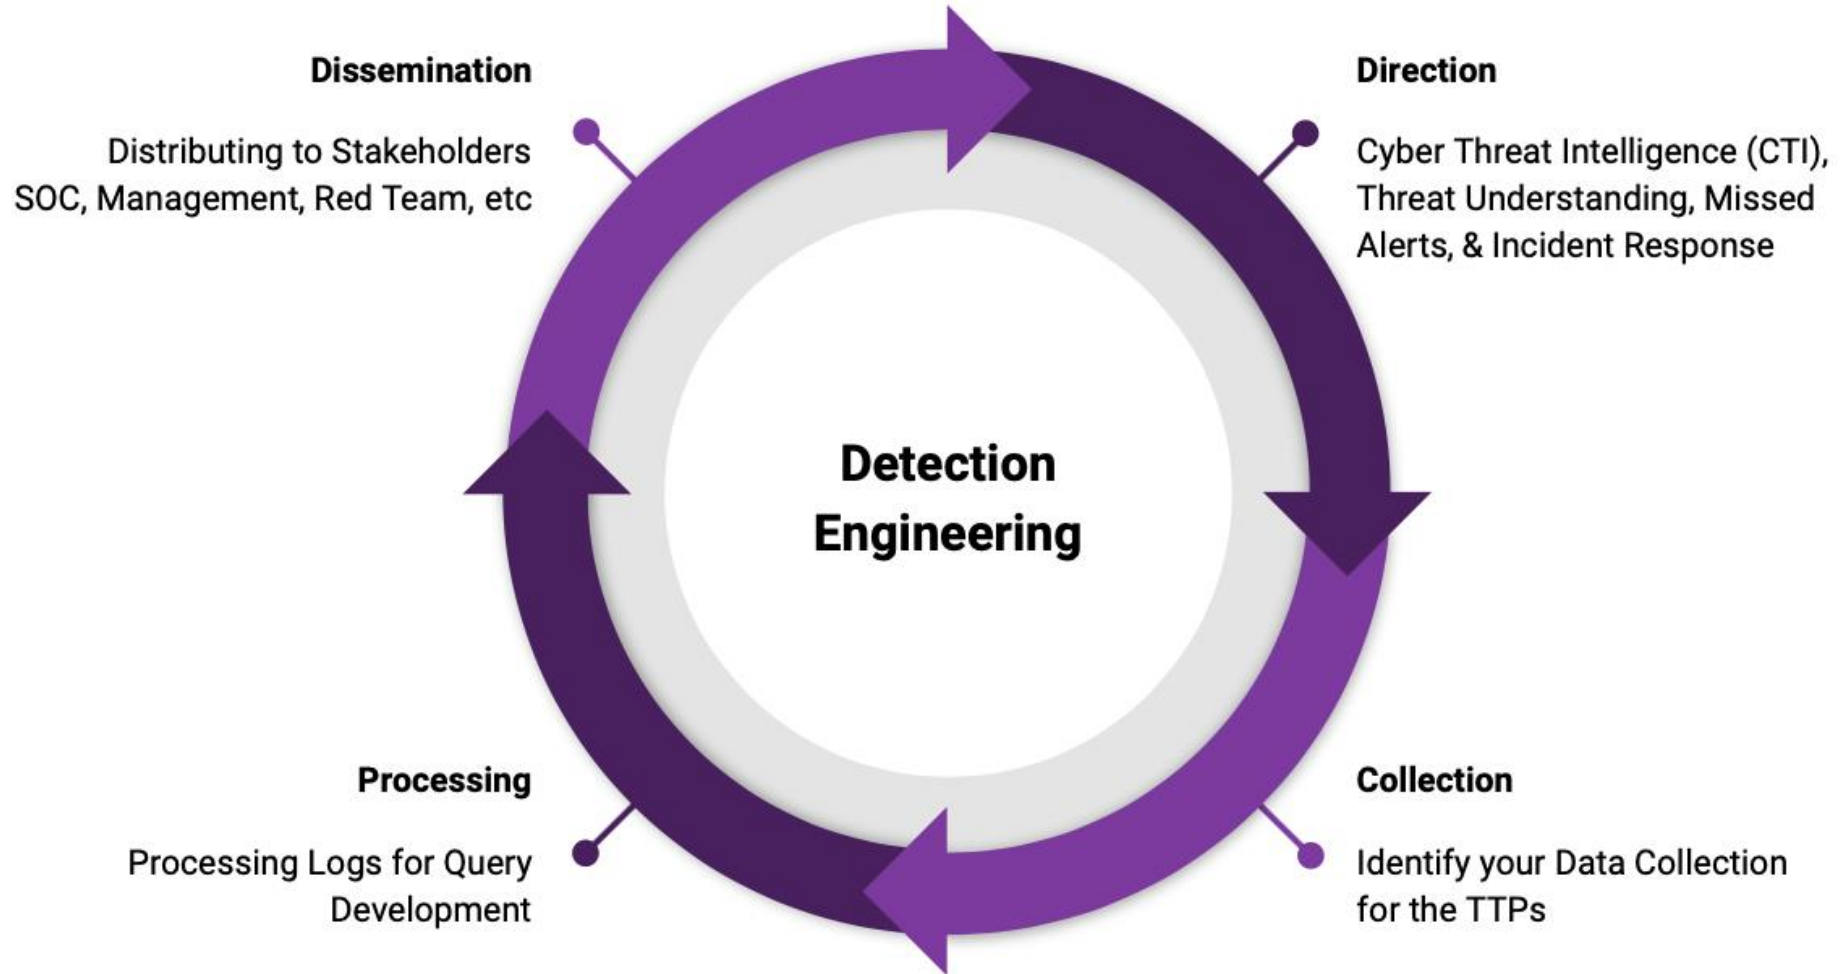 Dissemination
Distributing to Stakeholders
SOC, Management, Red Team, etc
Direction
Cyber Threat Intelligence (CTI),
Threat Understanding, Missed
Alerts, & Incident Response
Detection
Engineering
Processing
Processing Logs for Query
Development
Collection
Identify your Data Collection
for the TTPs